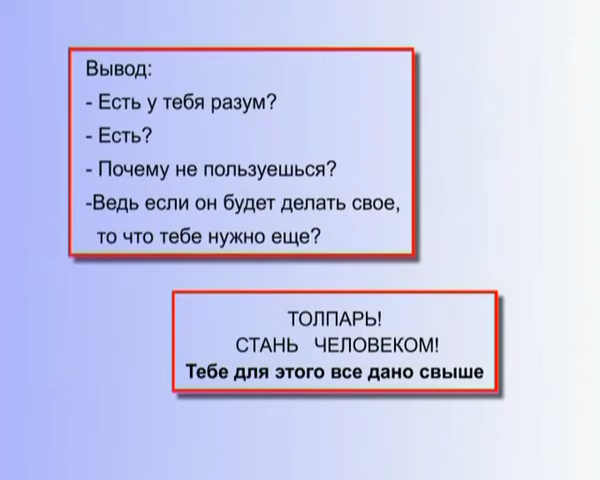 Вывод:
- Есть у тебя разум?
- Есть?
- Почему не пользуешься?
-Ведь если он будет делать свое,
то что тебе нужно еще?
ТОЛПАРЬ!
СТАНЬ ЧЕЛОВЕКОМ!
Тебе для этого все дано свыше